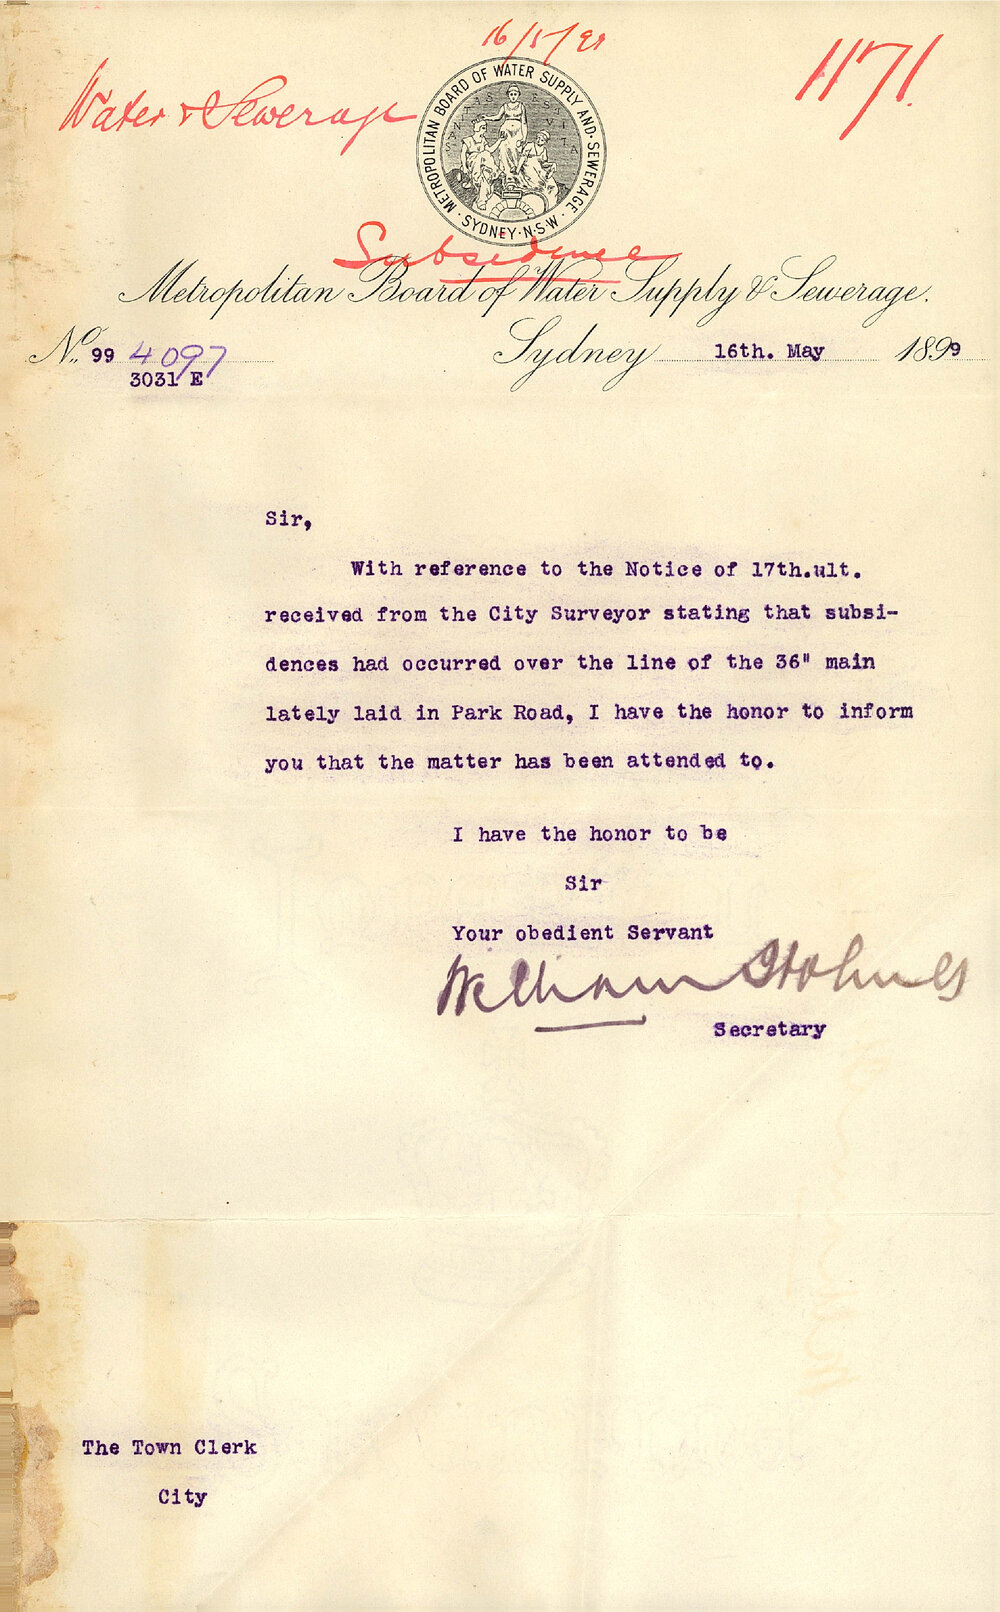 16/5/99
1171.
Water & Sewerage
METROPOLITAN BOARD OF WATER SUPPLY AND SEWERAGE
SANITAS EST VITA
· SYDNEY · N · S · W ·
Subsidence
Metropolitan Board of Water Supply & Sewerage.
No. 99 4097 Sydney 16th. May 1899
3031 E
Sir,
With reference to the Notice of 17th.ult.
received from the City Surveyor stating that subsi-
dences had occurred over the line of the 36" main
lately laid in Park Road, I have the honor to inform
you that the matter has been attended to.
I have the honor to be
Sir
Your obedient Servant
William Holmes
Secretary
The Town Clerk
City